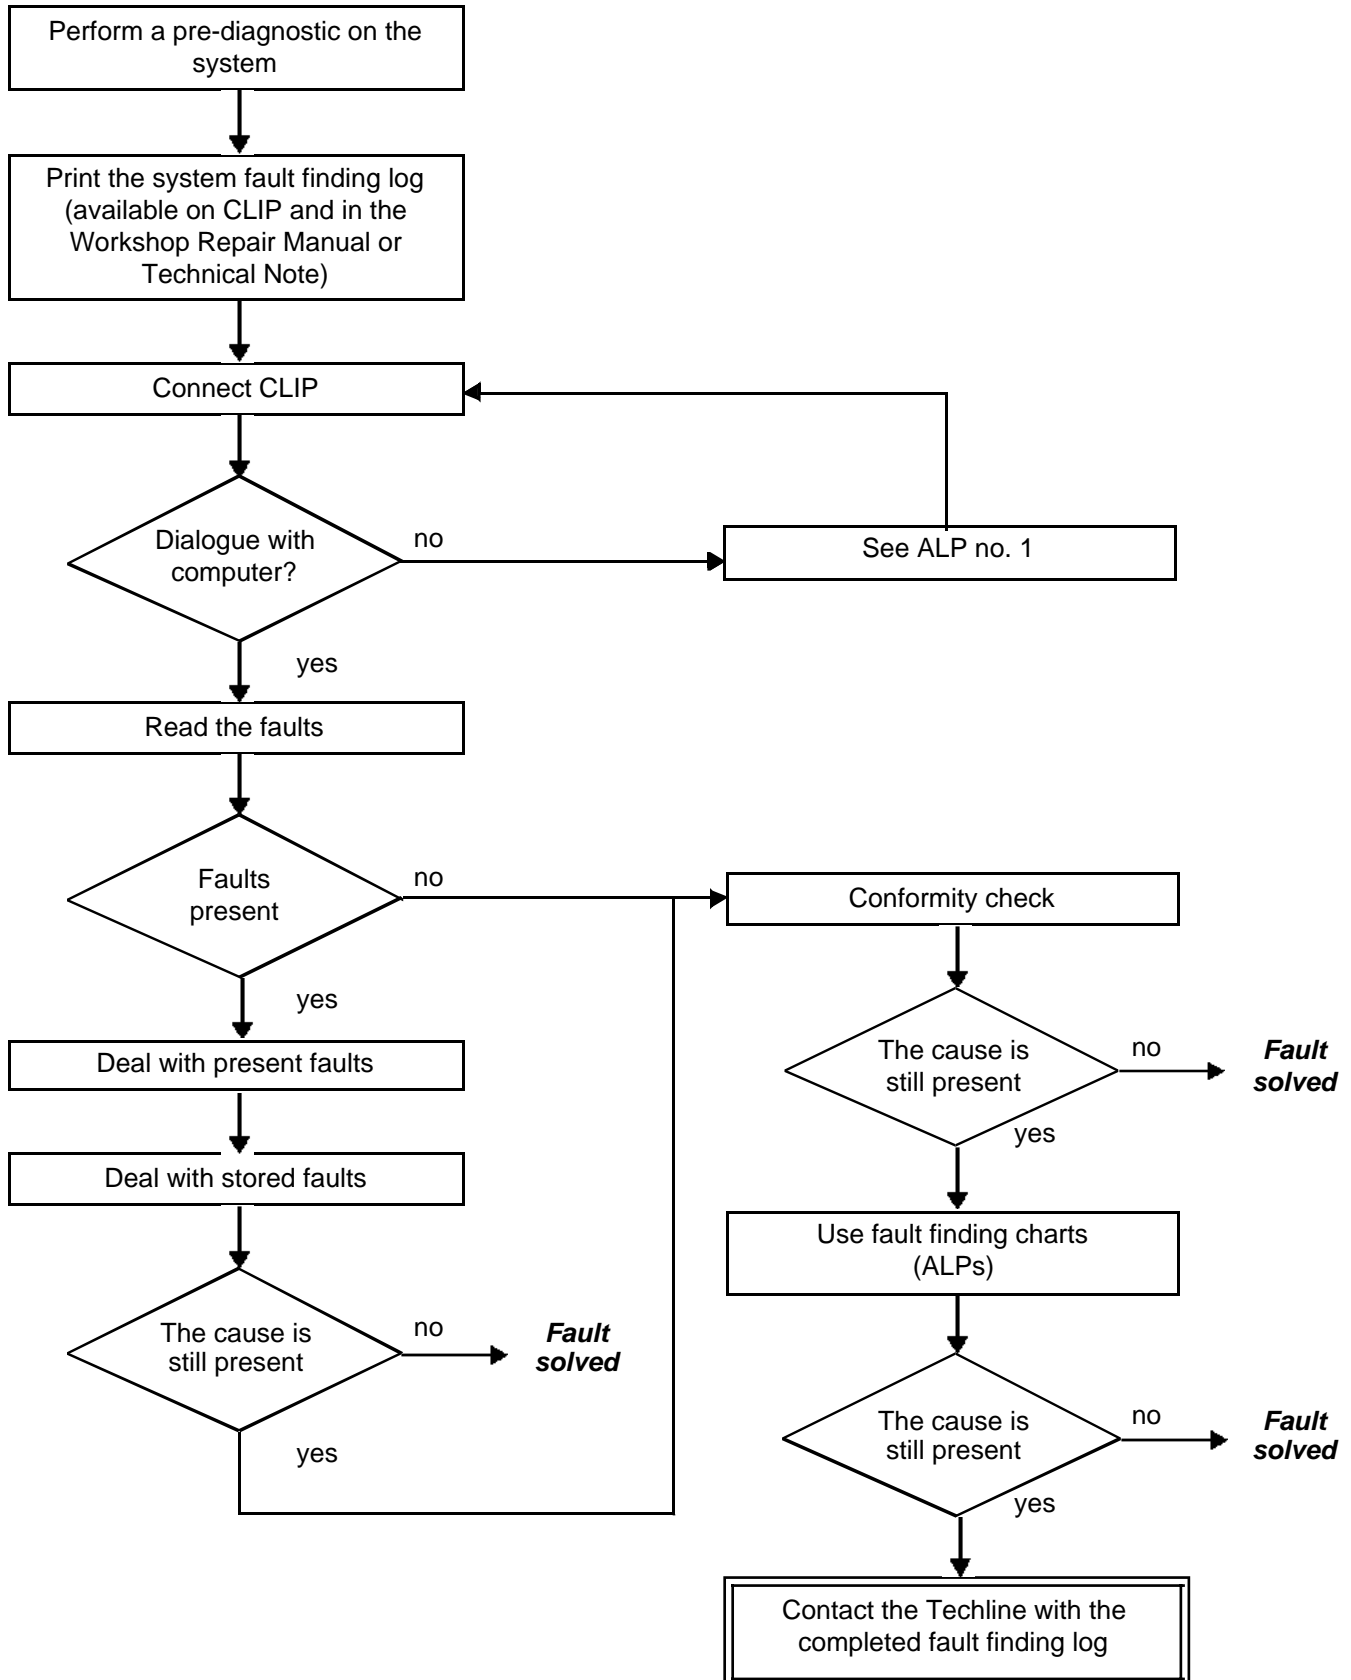 Perform a pre-diagnostic on the
system
Print the system fault finding log
(available on CLIP and in the
Workshop Repair Manual or
Technical Note)
Connect CLIP
Dialogue with
computer?
no
See ALP no. 1
yes
Read the faults
Faults
present
no
yes
Deal with present faults
Deal with stored faults
The cause is
still present
no
Fault
solved
yes
Conformity check
The cause is
still present
no
Fault
solved
yes
Use fault finding charts
(ALPs)
The cause is
still present
no
Fault
solved
yes
Contact the Techline with the
completed fault finding log